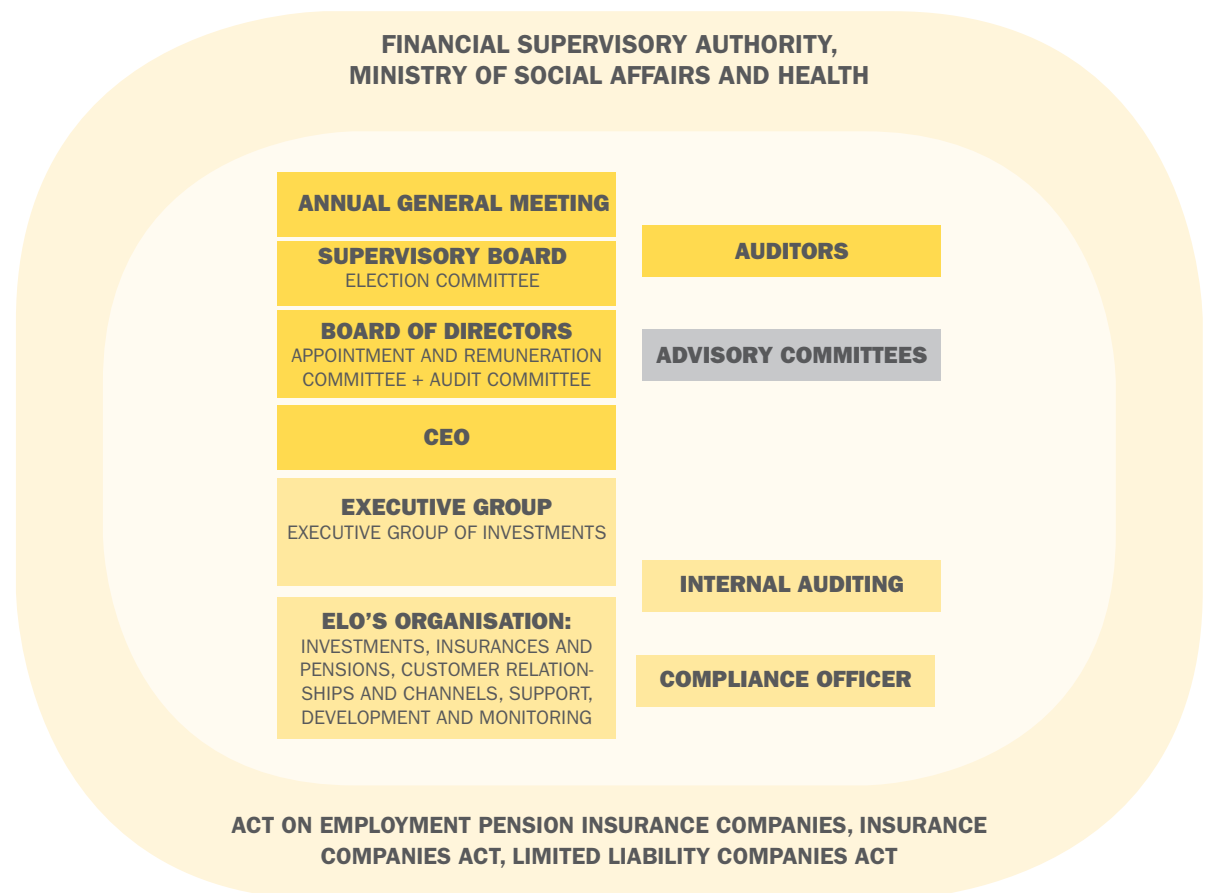 FINANCIAL SUPERVISORY AUTHORITY,
MINISTRY OF SOCIAL AFFAIRS AND HEALTH
ANNUAL GENERAL MEETING
SUPERVISORY BOARD
ELECTION COMMITTEE
BOARD OF DIRECTORS
APPOINTMENT AND REMUNERATION
COMMITTEE + AUDIT COMMITTEE
CEO
EXECUTIVE GROUP
EXECUTIVE GROUP OF INVESTMENTS
ELO'S ORGANISATION:
INVESTMENTS, INSURANCES AND
PENSIONS, CUSTOMER RELATION-
SHIPS AND CHANNELS, SUPPORT,
DEVELOPMENT AND MONITORING
AUDITORS
ADVISORY COMMITTEES
INTERNAL AUDITING
COMPLIANCE OFFICER
ACT ON EMPLOYMENT PENSION INSURANCE COMPANIES, INSURANCE
COMPANIES ACT, LIMITED LIABILITY COMPANIES ACT